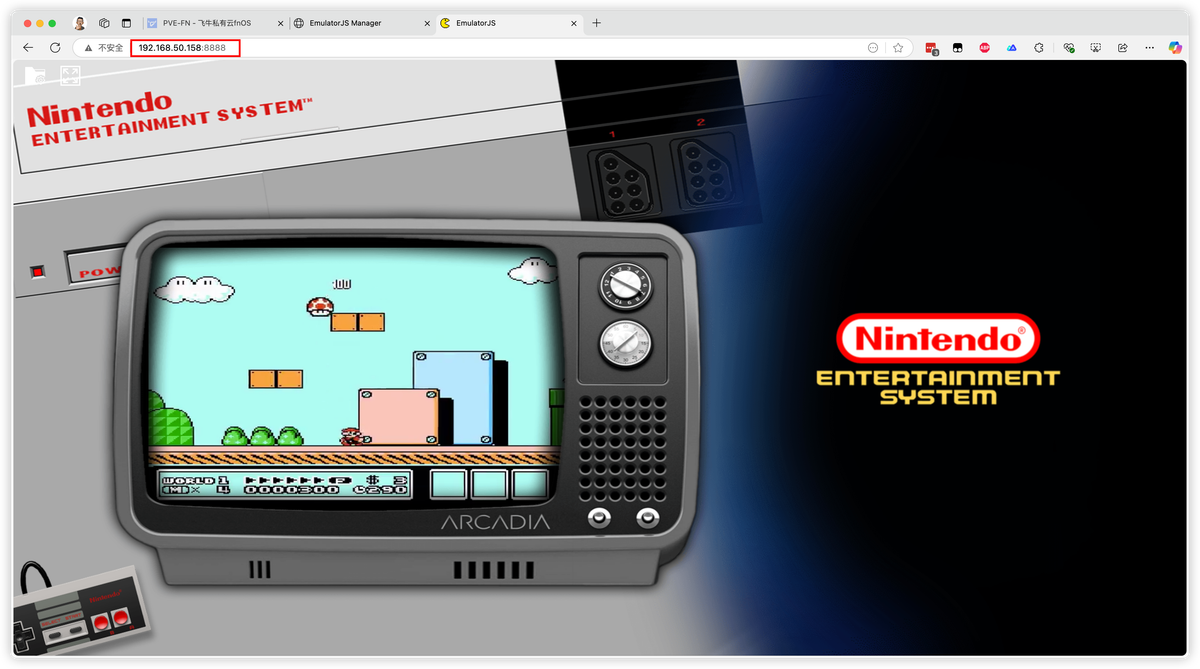 PVE-FN - 飞牛私有云fnOS
EmulatorJS Manager
EmulatorJS
不安全
192.168.50.158:8888
ABP
Nintendo
ENTERTAINMENT SYSTEM™
1
2
POW
100
WORLD 1
P
$ 3
M× 4
0000300
290
ARCADIA
Nintendo®
ENTERTAINMENT
SYSTEM
Nintendo